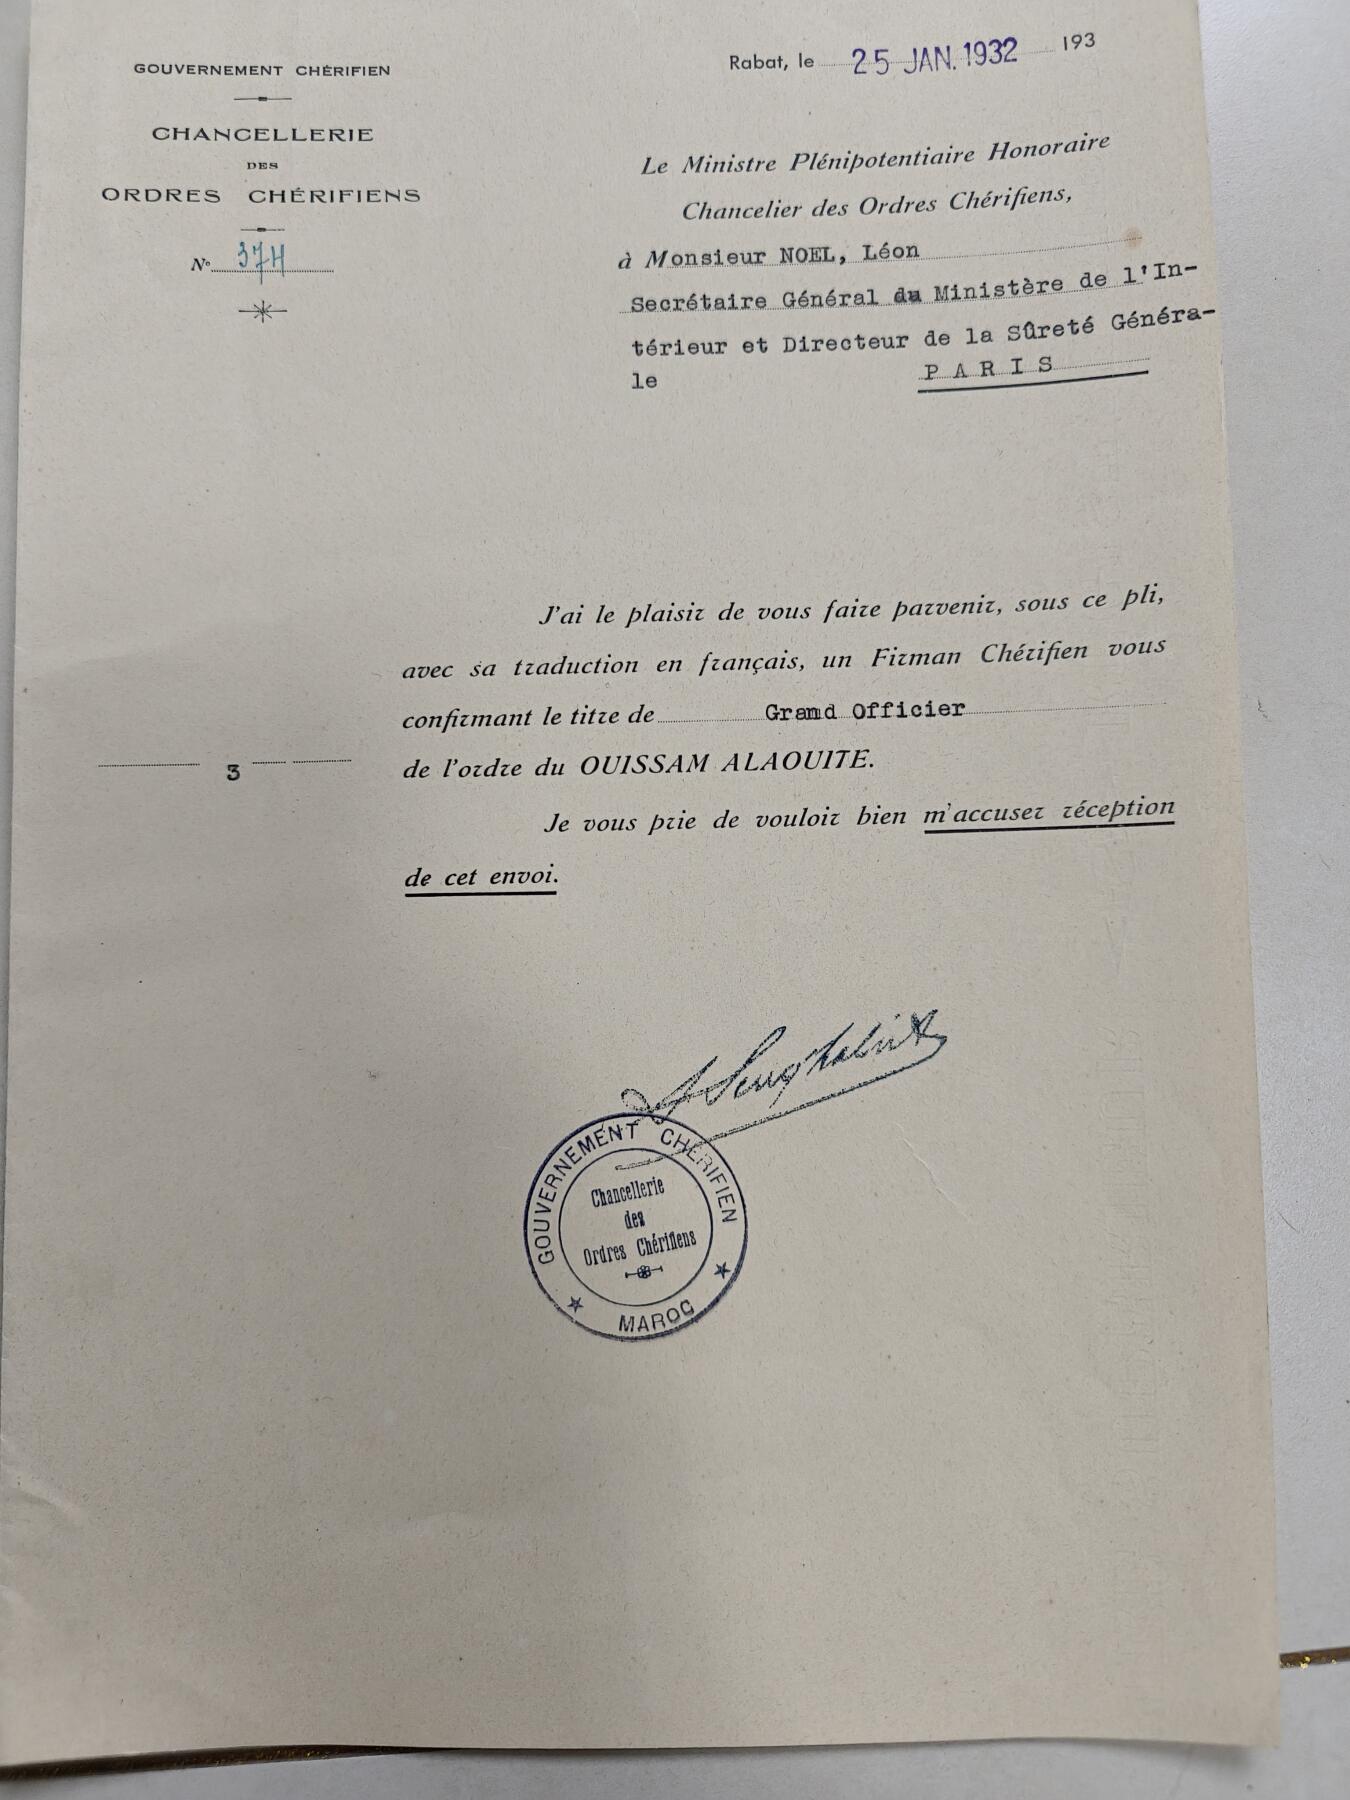 GOUVERNEMENT CHÉRIFIEN
CHANCELLERIE
DES
ORDRES CHÉRIFIENS
N° 374
Rabat, le 25 JAN. 1932 193
Le Ministre Plénipotentiaire Honoraire
Chancelier des Ordres Chérifiens,
à Monsieur NOEL, Léon
Secrétaire Général du Ministère de l'In-
térieur et Directeur de la Sûreté Généra-
le PARIS
J'ai le plaisir de vous faire parvenir, sous ce pli,
avec sa traduction en français, un Firman Chérifien vous
confirmant le titre de Grand Officier
3 de l'ordre du OUISSAM ALAOUITE.
Je vous prie de vouloir bien m'accuser réception
de cet envoi.
GOUVERNEMENT CHÉRIFIEN
Chancellerie
des
Ordres Chérifiens
MAROC